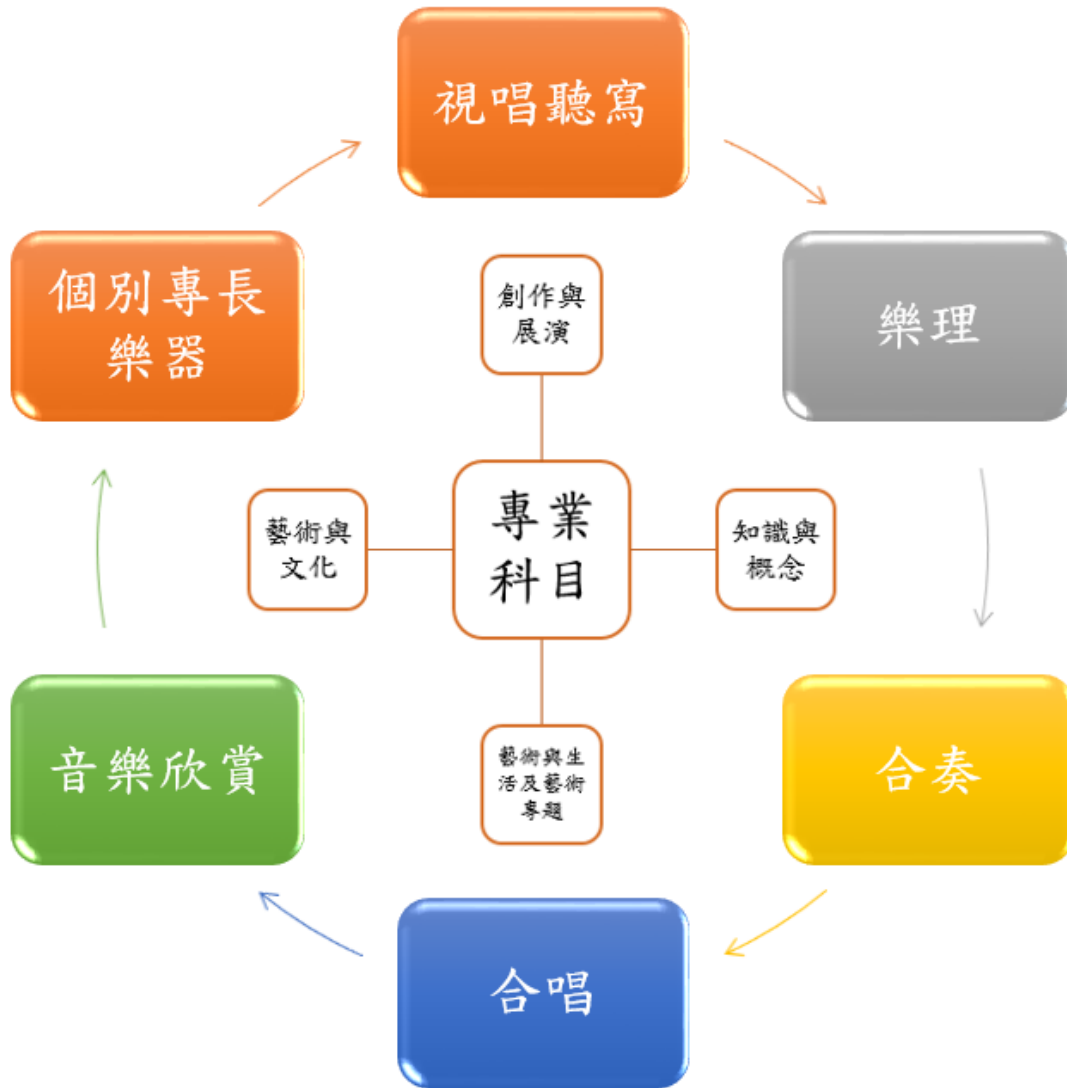 視唱聽寫
個別專長
樂器
樂理
創作與
展演
專業
科目
藝術與
文化
知識與
概念
藝術與生
活及藝術
專題
音樂欣賞
合奏
合唱